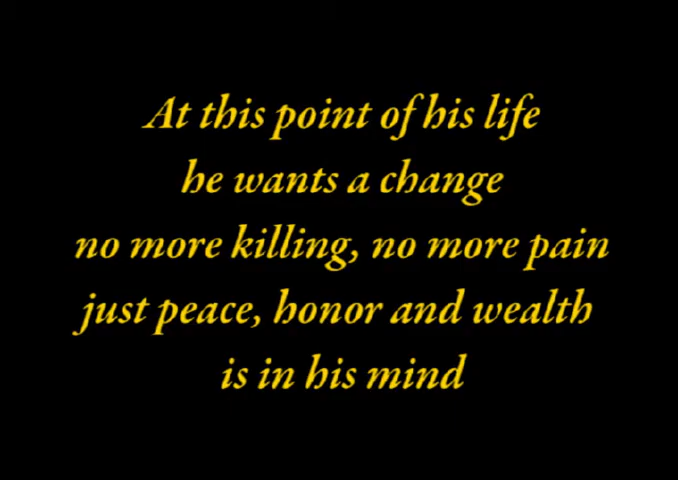 At this point of his life
he wants a change
no more killing, no more pain
just peace, honor and wealth
is in his mind